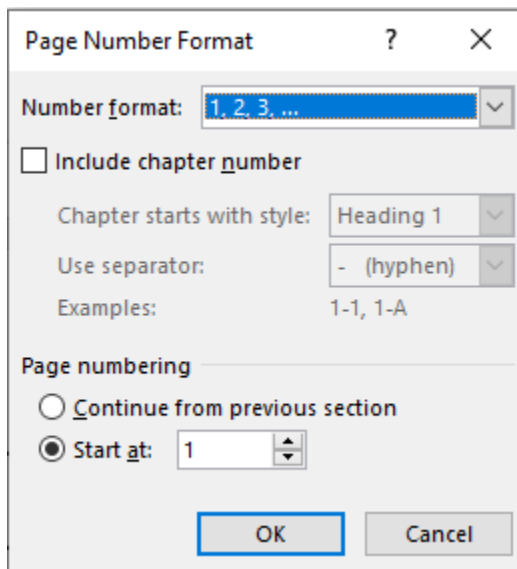 Page Number Format ?
Number format: 1, 2, 3, ...
Include chapter number
Chapter starts with style: Heading 1
Use separator: - (hyphen)
Examples: 1-1, 1-A
Page numbering
Continue from previous section
Start at: 1
OK Cancel